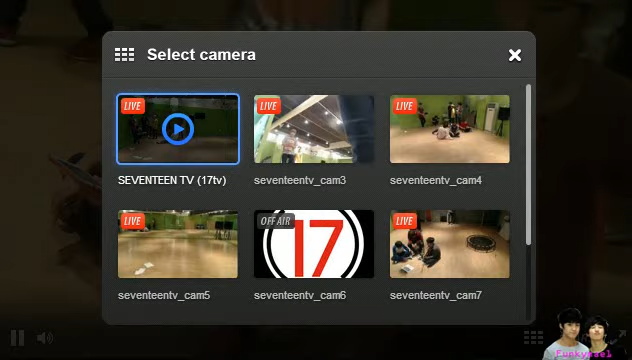 Select camera
LIVE
LIVE
LIVE
SEVENTEEN TV (17tv)
seventeentv_cam3
seventeentv_cam4
LIVE
OFF AIR
17
LIVE
seventeentv_cam5
seventeentv_cam6
seventeentv_cam7